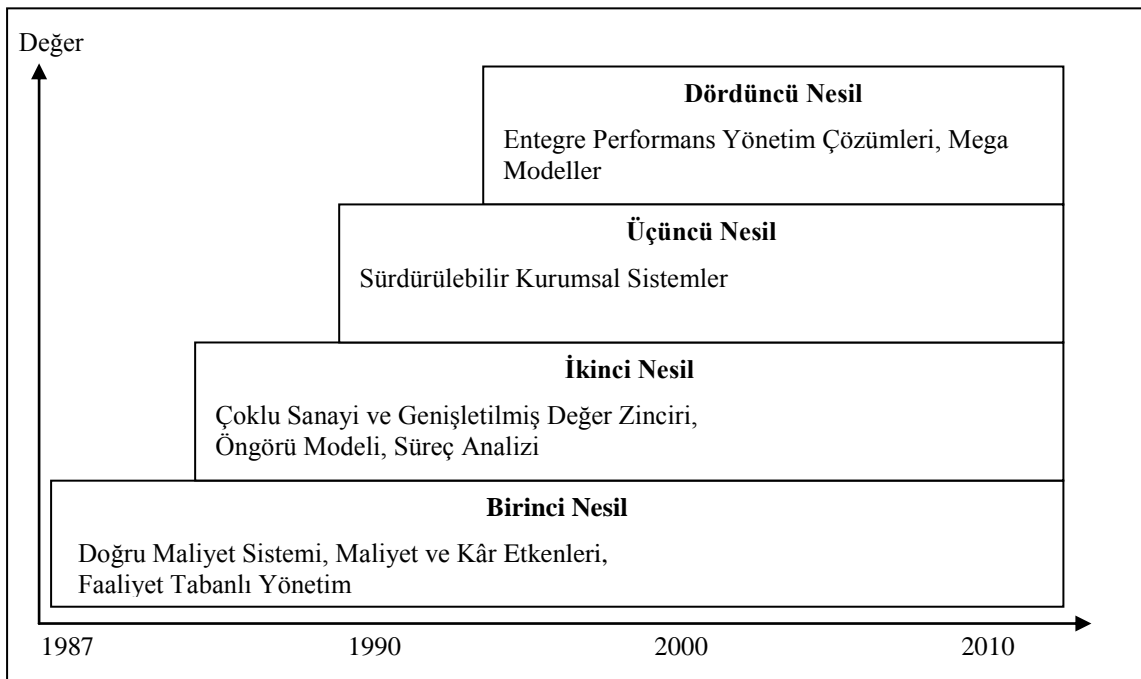 Değer
Dördüncü Nesil
Entegre Performans Yönetim Çözümleri, Mega
Modeller
Üçüncü Nesil
Sürdürülebilir Kurumsal Sistemler
İkinci Nesil
Çoklu Sanayi ve Genişletilmiş Değer Zinciri,
Öngörü Modeli, Süreç Analizi
Birinci Nesil
Doğru Maliyet Sistemi, Maliyet ve Kâr Etkenleri,
Faaliyet Tabanlı Yönetim
1987 1990 2000 2010